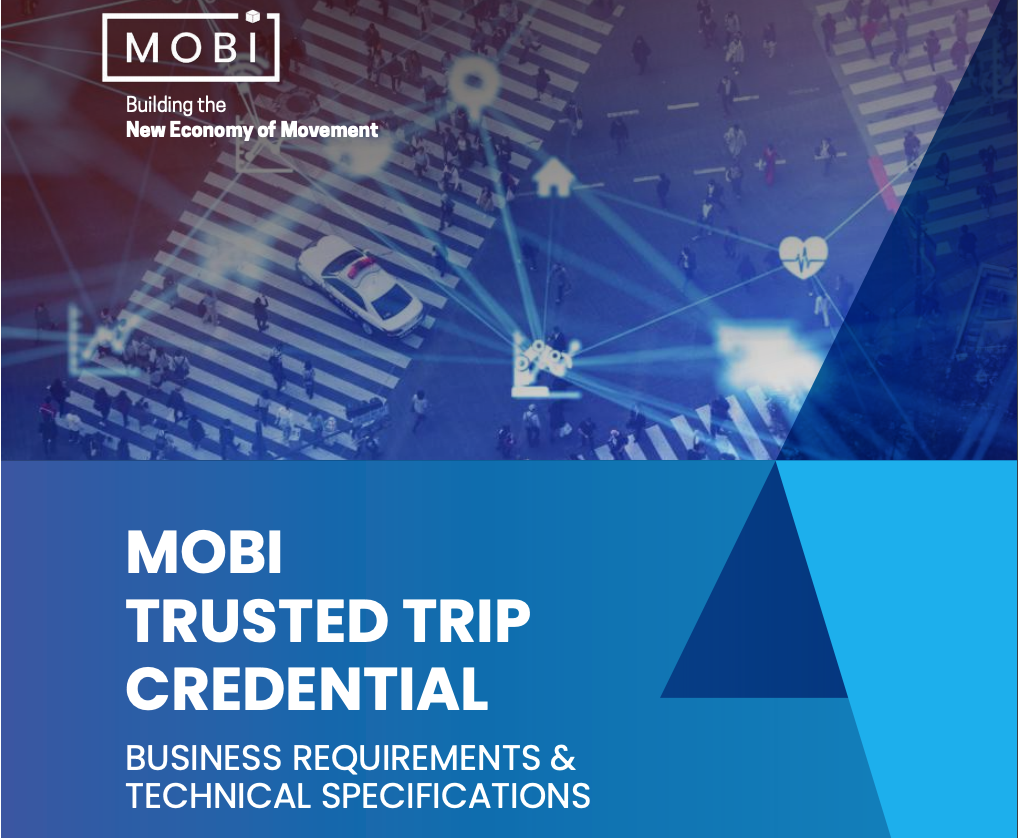 MOBI
Building the
New Economy of Movement
MOBI
TRUSTED TRIP
CREDENTIAL
BUSINESS REQUIREMENTS &
TECHNICAL SPECIFICATIONS